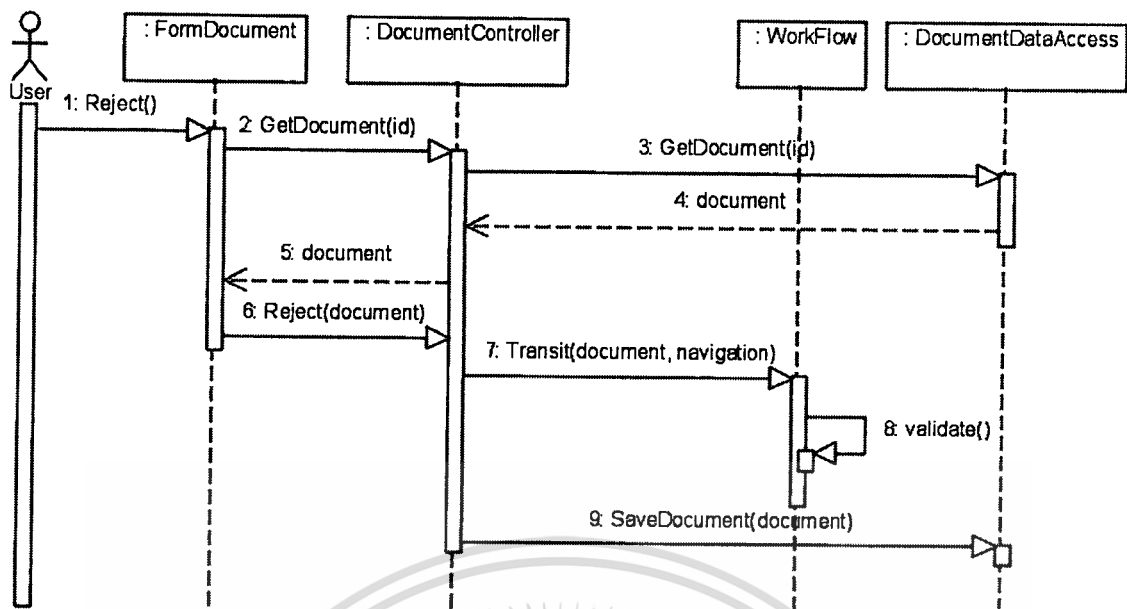 : FormDocument
: DocumentController
: WorkFlow
: DocumentDataAccess
User
1: Reject()
2: GetDocument(id)
3: GetDocument(id)
4: document
5: document
6: Reject(document)
7: Transit(document, navigation)
8: validate()
9: SaveDocument(document)